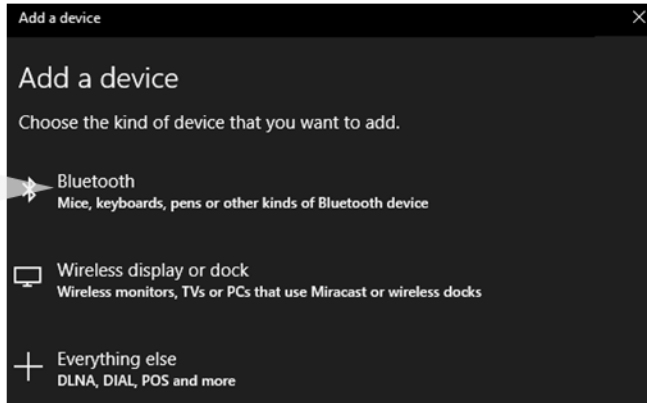 Add a device
Add a device
Choose the kind of device that you want to add.
Bluetooth
Mice, keyboards, pens or other kinds of Bluetooth device
Wireless display or dock
Wireless monitors, TVs or PCs that use Miracast or wireless docks
Everything else
DLNA, DIAL, POS and more